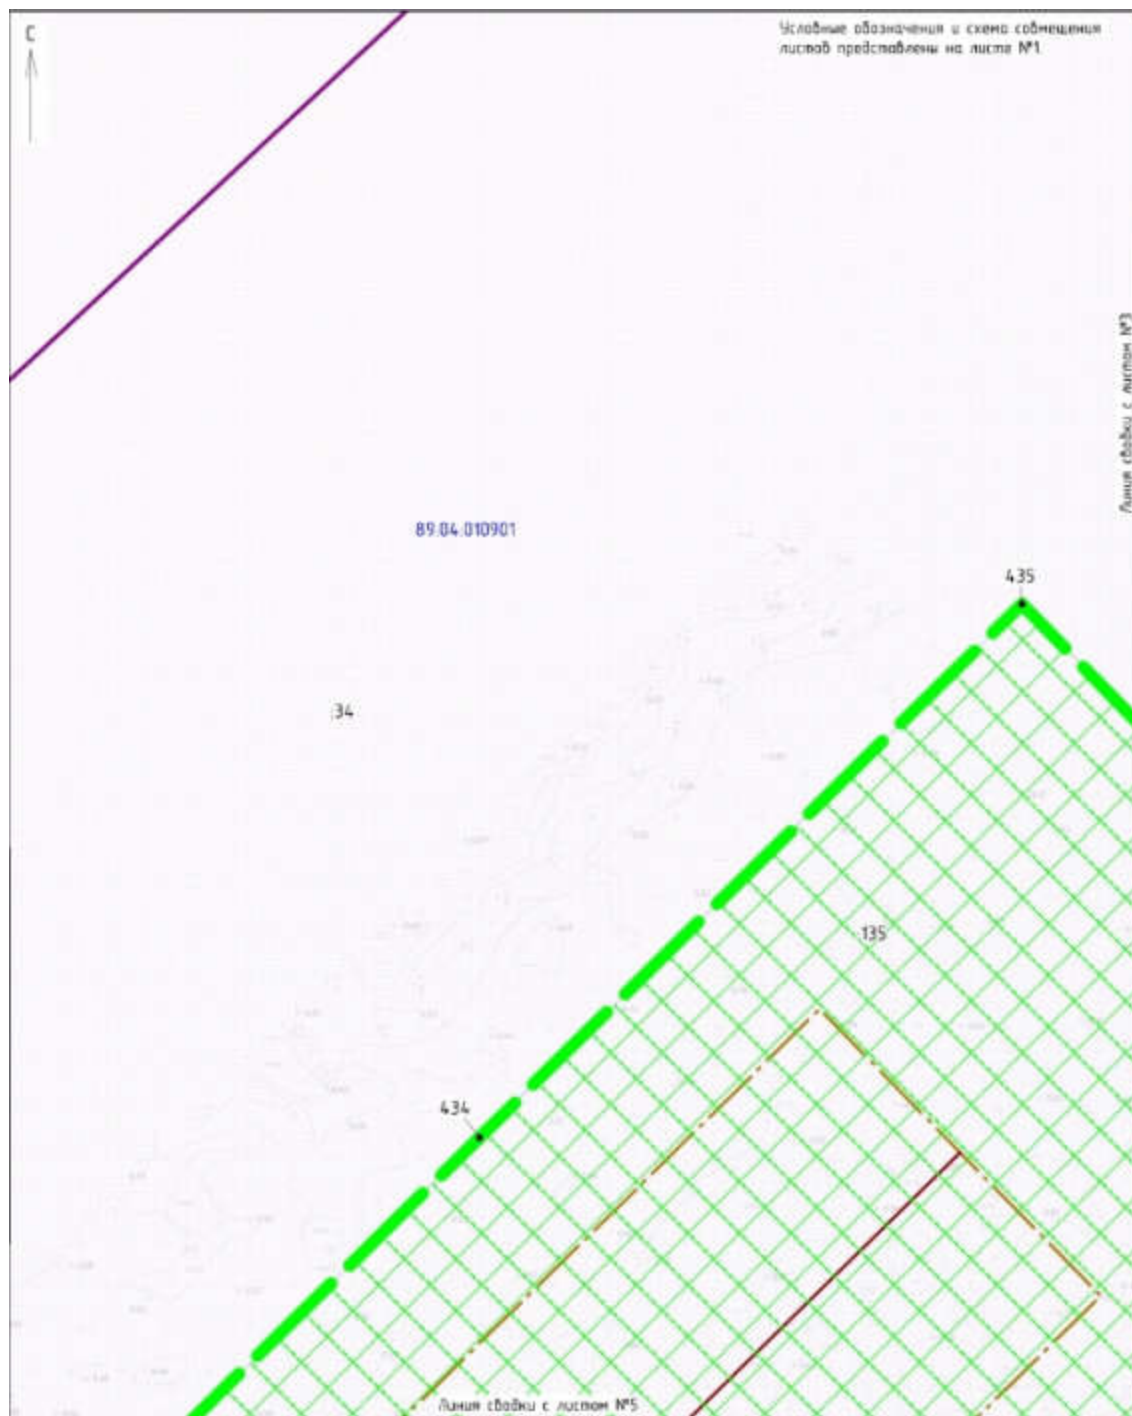 С
Условные обозначения и схема совмещения
листов представлены на листе №1.
Линия сводки с листом №3
89:04:010901
435
:34
:135
434
Линия сводки с листом №5